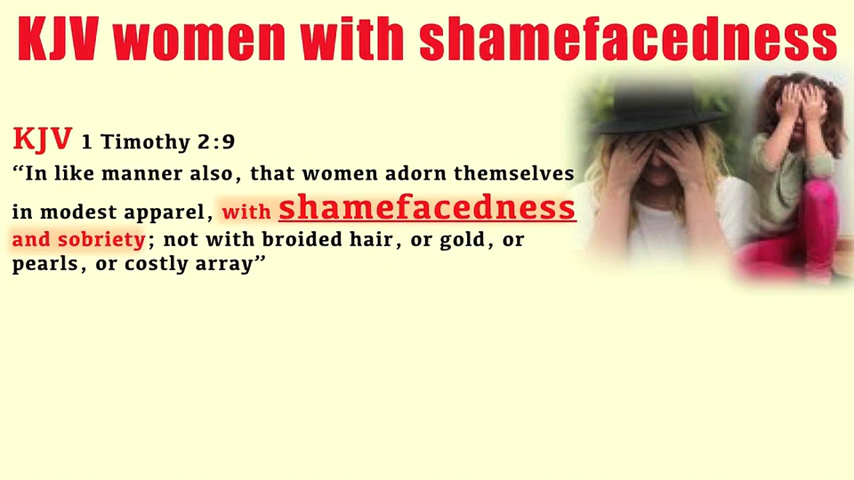 KJV women with shamefacedness
KJV 1 Timothy 2:9
“In like manner also, that women adorn themselves
in modest apparel, with shamefacedness
and sobriety; not with broided hair, or gold, or
pearls, or costly array”